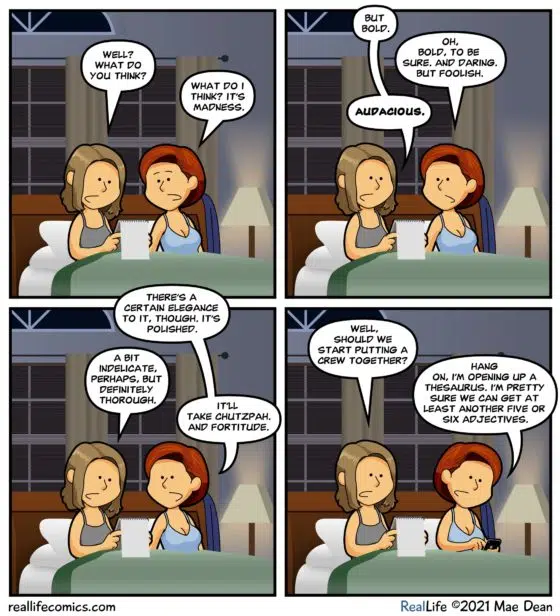 WELL?
WHAT DO
YOU THINK?
WHAT DO I
THINK? IT'S
MADNESS.
BUT
BOLD.
OH,
BOLD, TO BE
SURE. AND DARING.
BUT FOOLISH.
AUDACIOUS.
THERE'S A
CERTAIN ELEGANCE
TO IT, THOUGH. IT'S
POLISHED.
A BIT
INDELICATE,
PERHAPS, BUT
DEFINITELY
THOROUGH.
IT'LL
TAKE CHUTZPAH.
AND FORTITUDE.
WELL,
SHOULD WE
START PUTTING A
CREW TOGETHER?
HANG
ON, I'M OPENING UP A
THESAURUS. I'M PRETTY
SURE WE CAN GET AT
LEAST ANOTHER FIVE OR
SIX ADJECTIVES.
reallifecomics.com
RealLife ©2021 Mae Dean